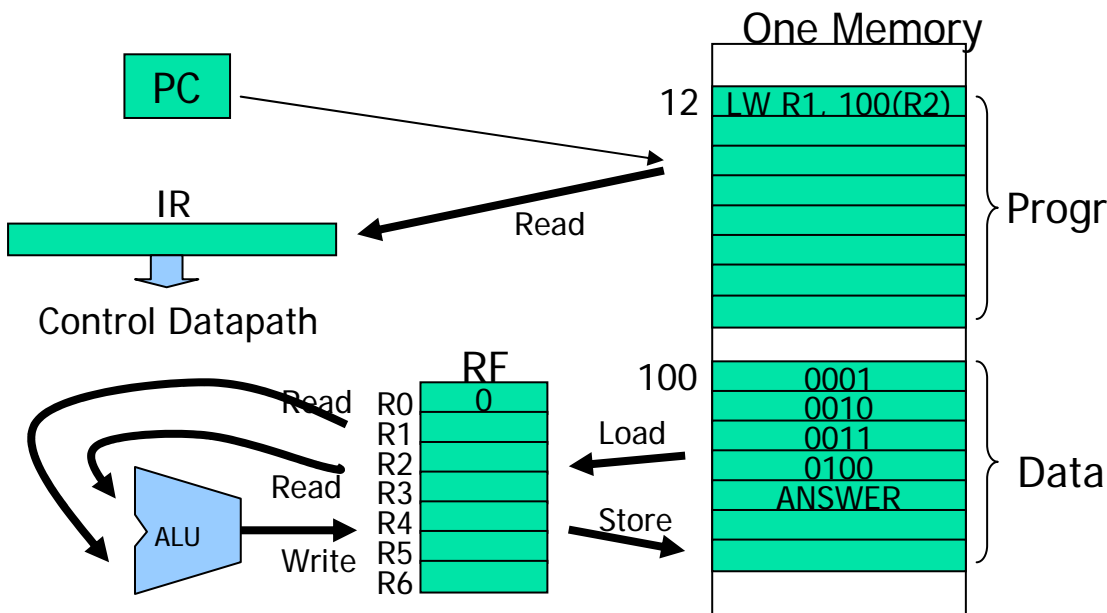 One Memory
PC
12
LW R1, 100(R2)
IR
Read
Progr
Control Datapath
RF
100
0001
R0
0
Read
0010
R1
Load
0011
R2
0100
Read
R3
Data
ANSWER
ALU
R4
Store
Write
R5
R6